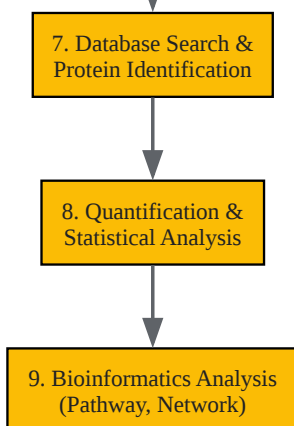 7. Database Search &
Protein Identification
8. Quantification &
Statistical Analysis
9. Bioinformatics Analysis
(Pathway, Network)